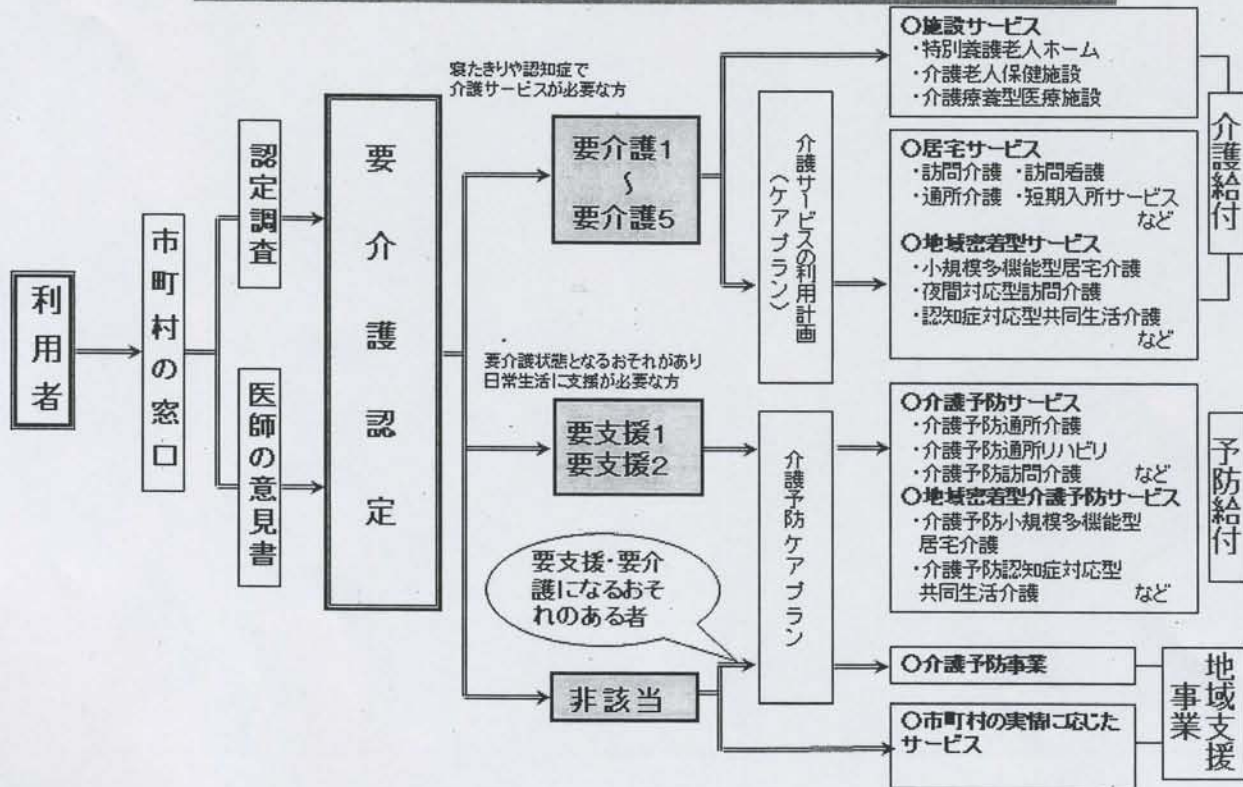 利用者
市町村の窓口
認定調査
医師の意見書
要介護認定
寝たきりや認知症で
介護サービスが必要な方
要介護1
〜
要介護5
要介護状態となるおそれがあり
日常生活に支援が必要な方
要支援1
要支援2
要支援・要介
護になるおそ
れのある者
非該当
介護サービスの利用計画
(ケアプラン)
介護予防ケアプラン
○施設サービス
・特別養護老人ホーム
・介護老人保健施設
・介護療養型医療施設
○居宅サービス
・訪問介護 ・訪問看護
・通所介護 ・短期入所サービス
など
○地域密着型サービス
・小規模多機能型居宅介護
・夜間対応型訪問介護
・認知症対応型共同生活介護
など
介護給付
○介護予防サービス
・介護予防通所介護
・介護予防通所リハビリ
・介護予防訪問介護 など
○地域密着型介護予防サービス
・介護予防小規模多機能型
居宅介護
・介護予防認知症対応型
共同生活介護 など
予防給付
○介護予防事業
○市町村の実情に応じた
サービス
地域支援
事業